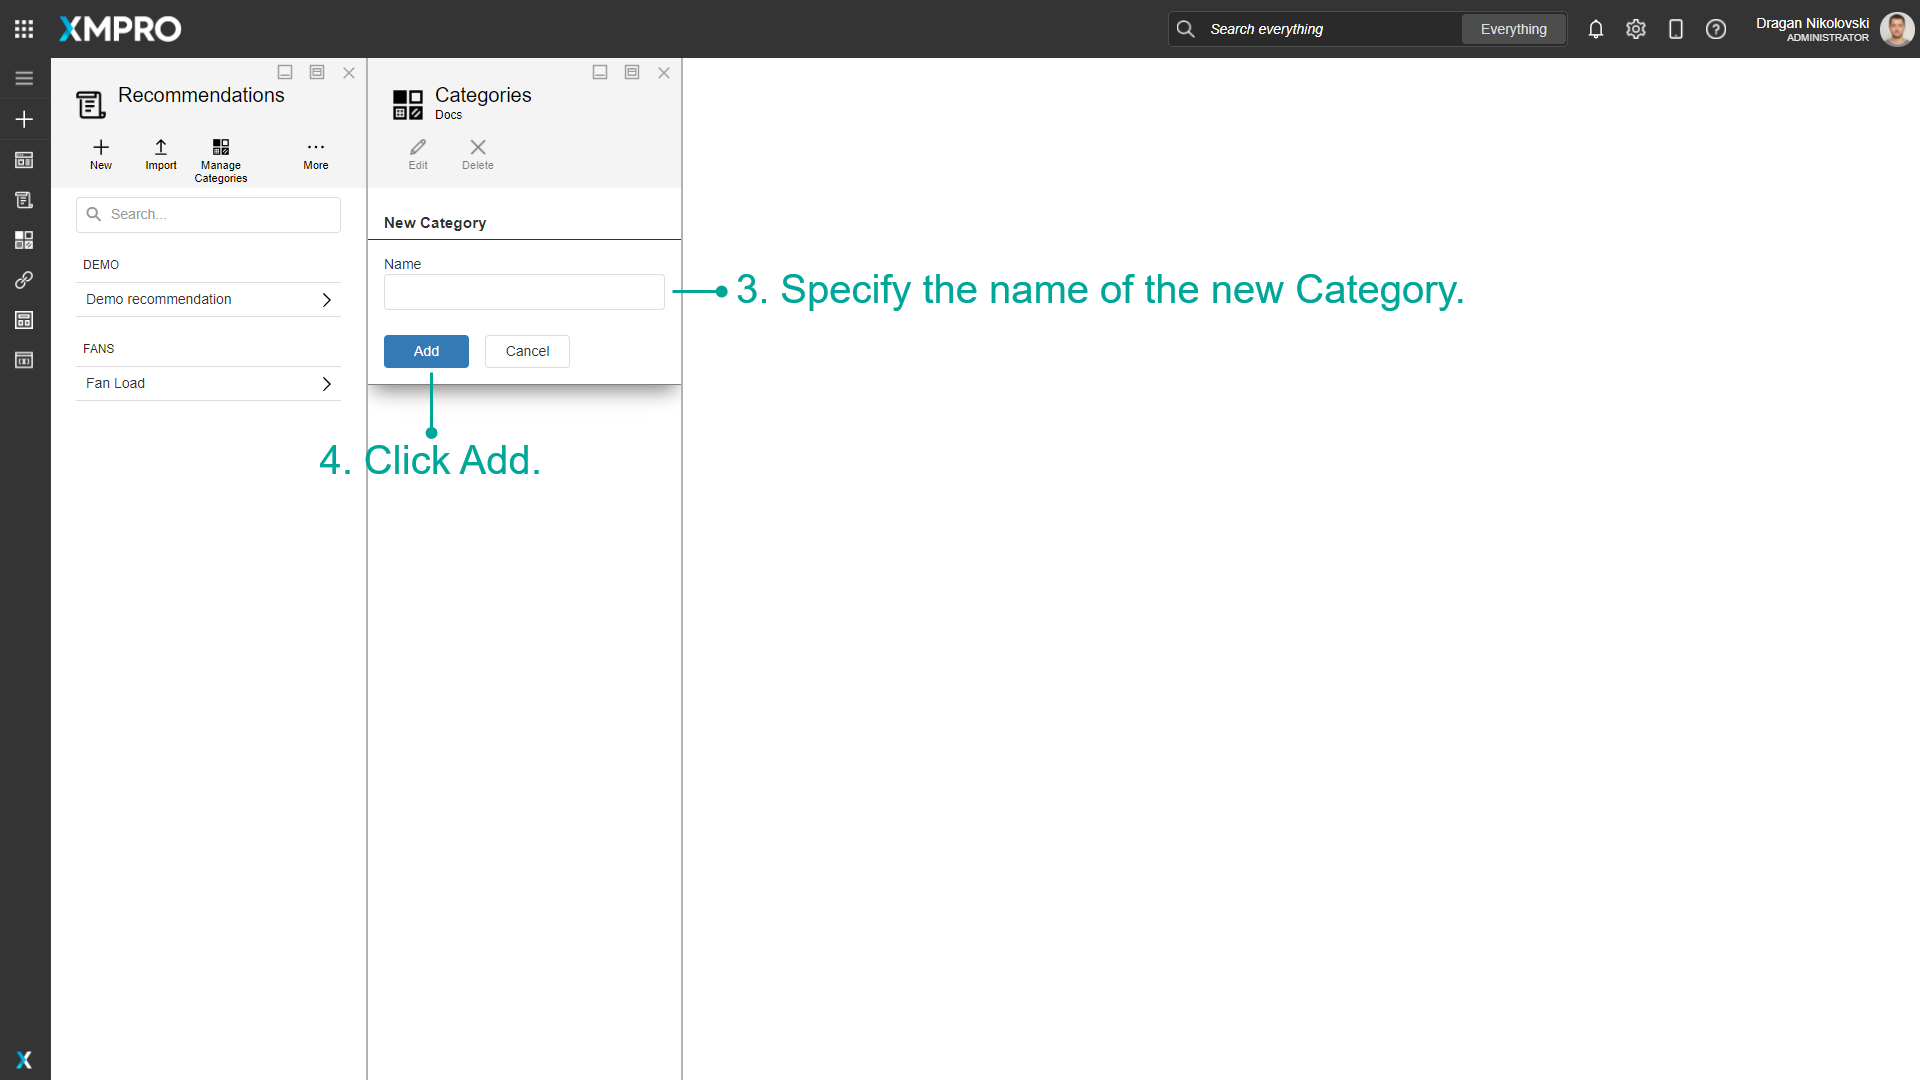 XMPRO
Search everything
Everything
Dragan Nikolovski
ADMINISTRATOR
Recommendations
New
Import
Manage
Categories
More
Search...
DEMO
Demo recommendation
FANS
Fan Load
Categories
Docs
Edit
Delete
New Category
Name
Add
Cancel
3. Specify the name of the new Category.
4. Click Add.